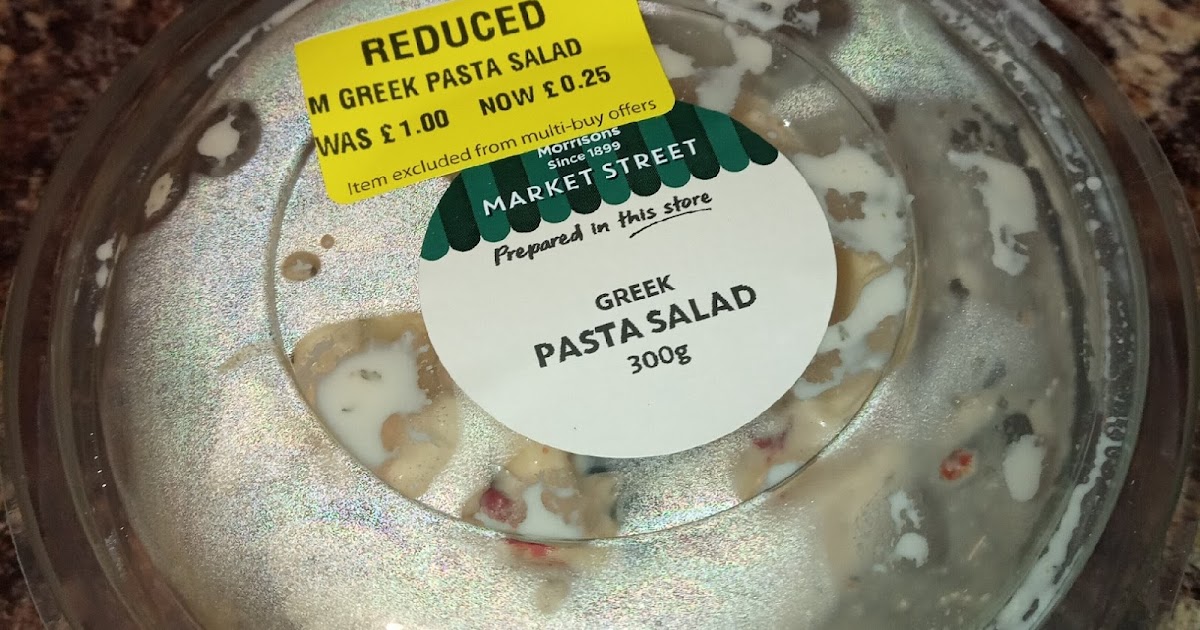 REDUCED
M GREEK PASTA SALAD
WAS £1.00 NOW £0.25
Item excluded from multi-buy offers
Morrisons
Since 1899
MARKET STREET
Prepared in this store
GREEK
PASTA SALAD
300g